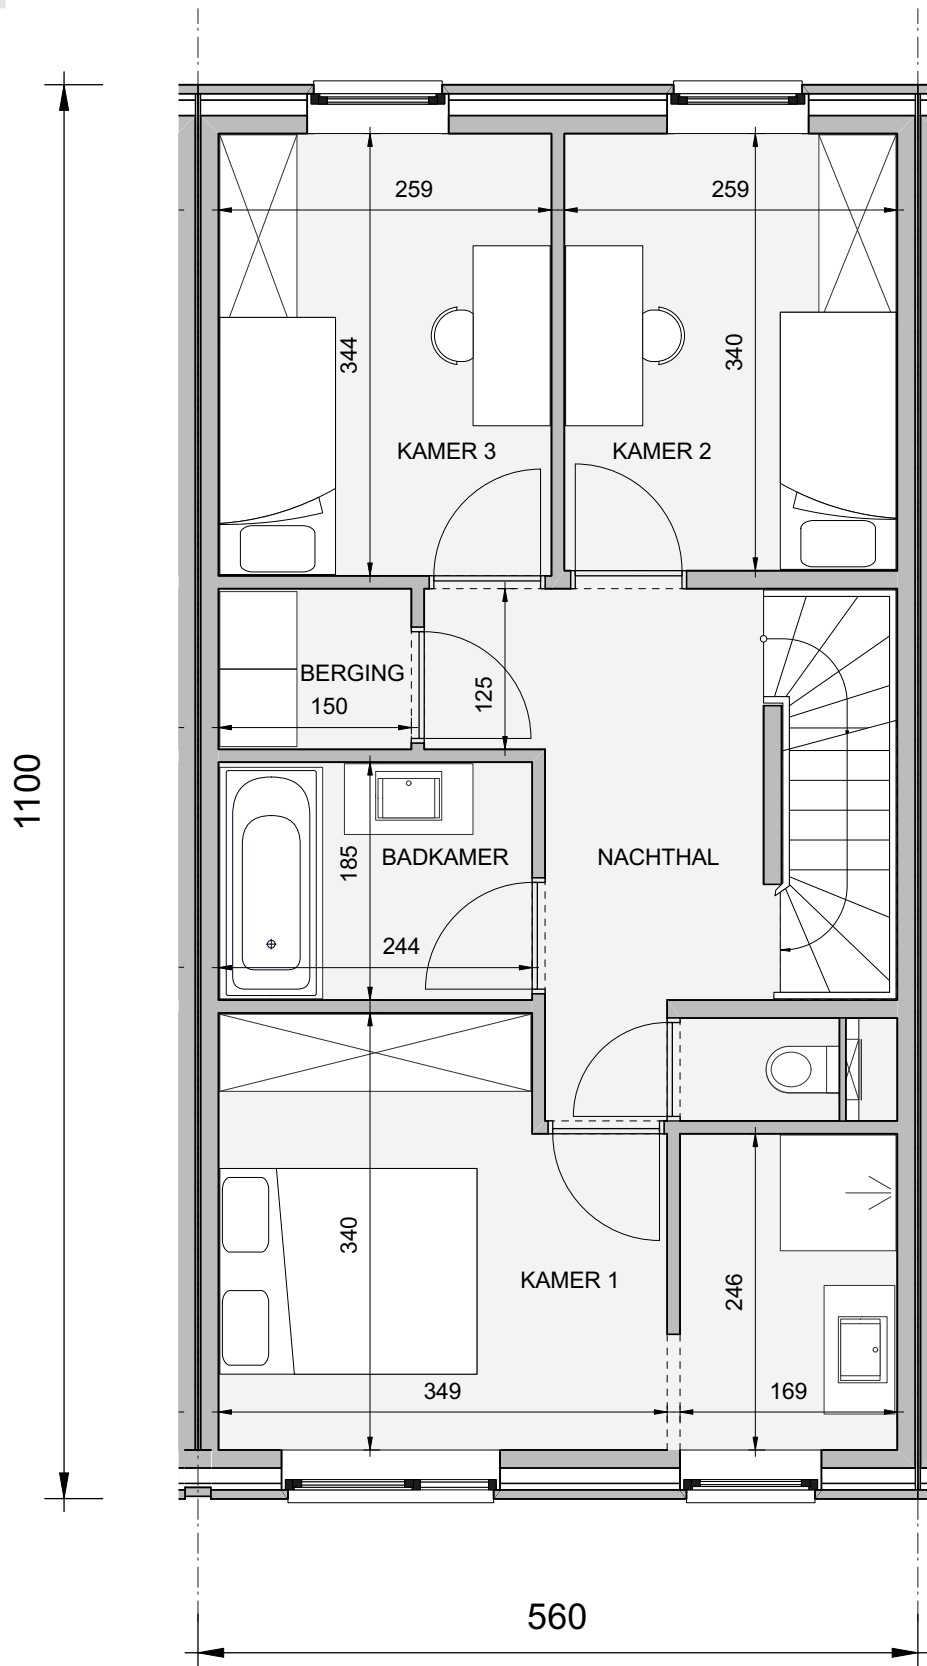 259
259
344
340
KAMER 3
KAMER 2
BERGING
150
125
1100
185
BADKAMER
NACHTHAL
244
340
KAMER 1
246
349
169
560